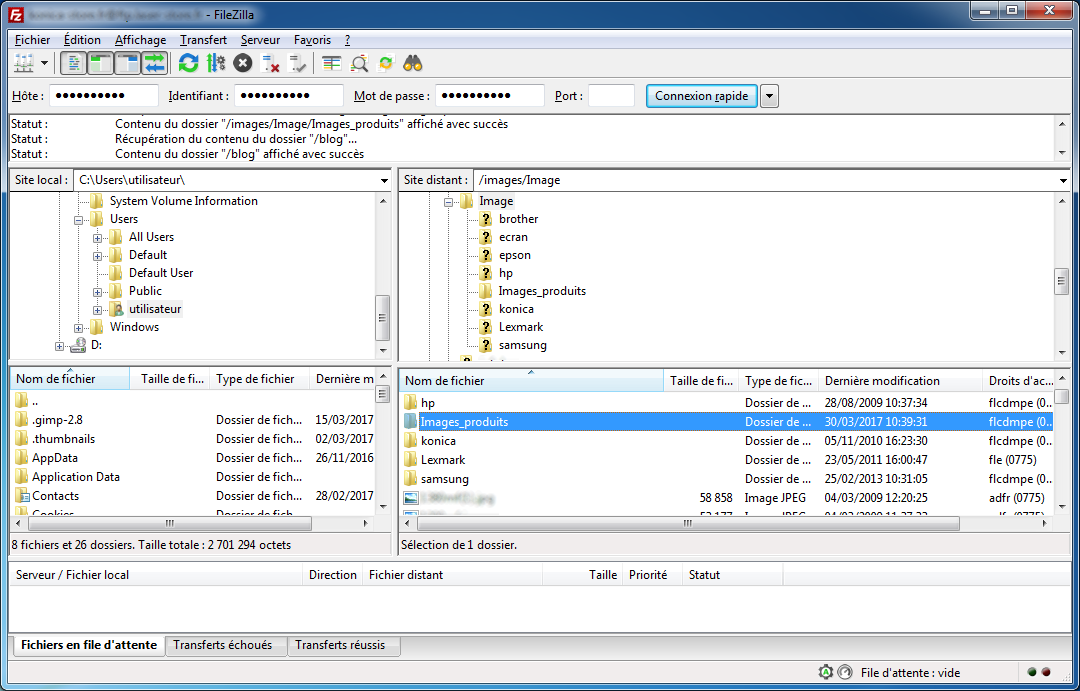 - FileZilla
Fichier Édition Affichage Transfert Serveur Favoris ?
Hôte : ●●●●●●●●●● Identifiant : ●●●●●●●●●● Mot de passe : ●●●●●●●●●● Port : Connexion rapide
Statut : Contenu du dossier "/images/Image/Images_produits" affiché avec succès
Statut : Récupération du contenu du dossier "/blog"...
Statut : Contenu du dossier "/blog" affiché avec succès
Site local : C:\Users\utilisateur\
System Volume Information
Users
All Users
Default
Default User
Public
utilisateur
Windows
D:
Site distant : /images/Image
Image
brother
ecran
epson
hp
Images_produits
konica
Lexmark
samsung
Nom de fichier Taille de fi... Type de fichier Dernière m
..
.gimp-2.8 Dossier de fich... 15/03/2017
.thumbnails Dossier de fich... 02/03/2017
AppData Dossier de fich... 26/11/2016
Application Data Dossier de fich...
Contacts Dossier de fich... 28/02/2017
Cookies Dossier de fich...
8 fichiers et 26 dossiers. Taille totale : 2 701 294 octets
Nom de fichier Taille de fi... Type de fic... Dernière modification Droits d'ac...
hp Dossier de ... 28/08/2009 10:37:34 flcdmpe (0...
Images_produits Dossier de ... 30/03/2017 10:39:31 flcdmpe (0...
konica Dossier de ... 05/11/2010 16:23:30 flcdmpe (0...
Lexmark Dossier de ... 23/05/2011 16:00:47 fle (0775)
samsung Dossier de ... 25/02/2013 10:31:05 flcdmpe (0...
58 858 Image JPEG 04/03/2009 12:20:25 adfr (0775)
Sélection de 1 dossier.
Serveur / Fichier local Direction Fichier distant Taille Priorité Statut
Fichiers en file d'attente Transferts échoués Transferts réussis
File d'attente : vide